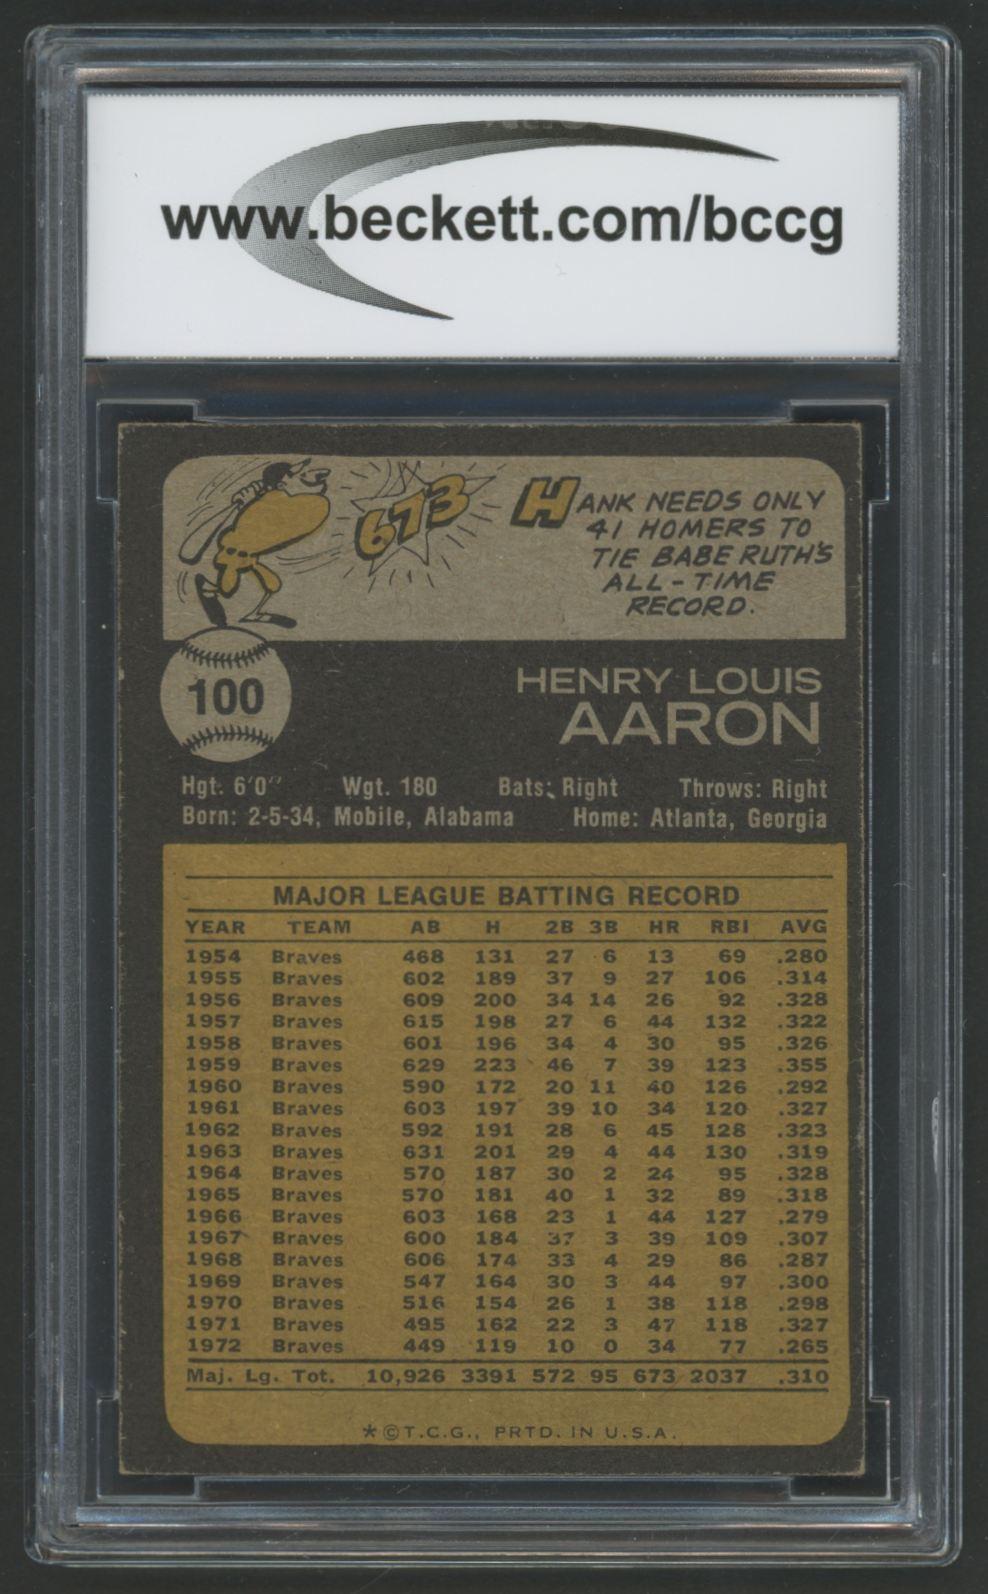 www.beckett.com/bccg
673
HANK NEEDS ONLY
41 HOMERS TO
TIE BABE RUTH'S
ALL-TIME
RECORD.
100
HENRY LOUIS
AARON
Hgt: 6'0" Wgt. 180 Bats: Right Throws: Right
Born: 2-5-34, Mobile, Alabama Home: Atlanta, Georgia
MAJOR LEAGUE BATTING RECORD
YEAR TEAM AB H 2B 3B HR RBI AVG
1954 Braves 468 131 27 6 13 69 .280
1955 Braves 602 189 37 9 27 106 .314
1956 Braves 609 200 34 14 26 92 .328
1957 Braves 615 198 27 6 44 132 .322
1958 Braves 601 196 34 4 30 95 .326
1959 Braves 629 223 46 7 39 123 .355
1960 Braves 590 172 20 11 40 126 .292
1961 Braves 603 197 39 10 34 120 .327
1962 Braves 592 191 28 6 45 128 .323
1963 Braves 631 201 29 4 44 130 .319
1964 Braves 570 187 30 2 24 95 .328
1965 Braves 570 181 40 1 32 89 .318
1966 Braves 603 168 23 1 44 127 .279
1967 Braves 600 184 37 3 39 109 .307
1968 Braves 606 174 33 4 29 86 .287
1969 Braves 547 164 30 3 44 97 .300
1970 Braves 516 154 26 1 38 118 .298
1971 Braves 495 162 22 3 47 118 .327
1972 Braves 449 119 10 0 34 77 .265
Maj. Lg. Tot. 10,926 3391 572 95 673 2037 .310
*©T.C.G., PRTD. IN U.S.A.